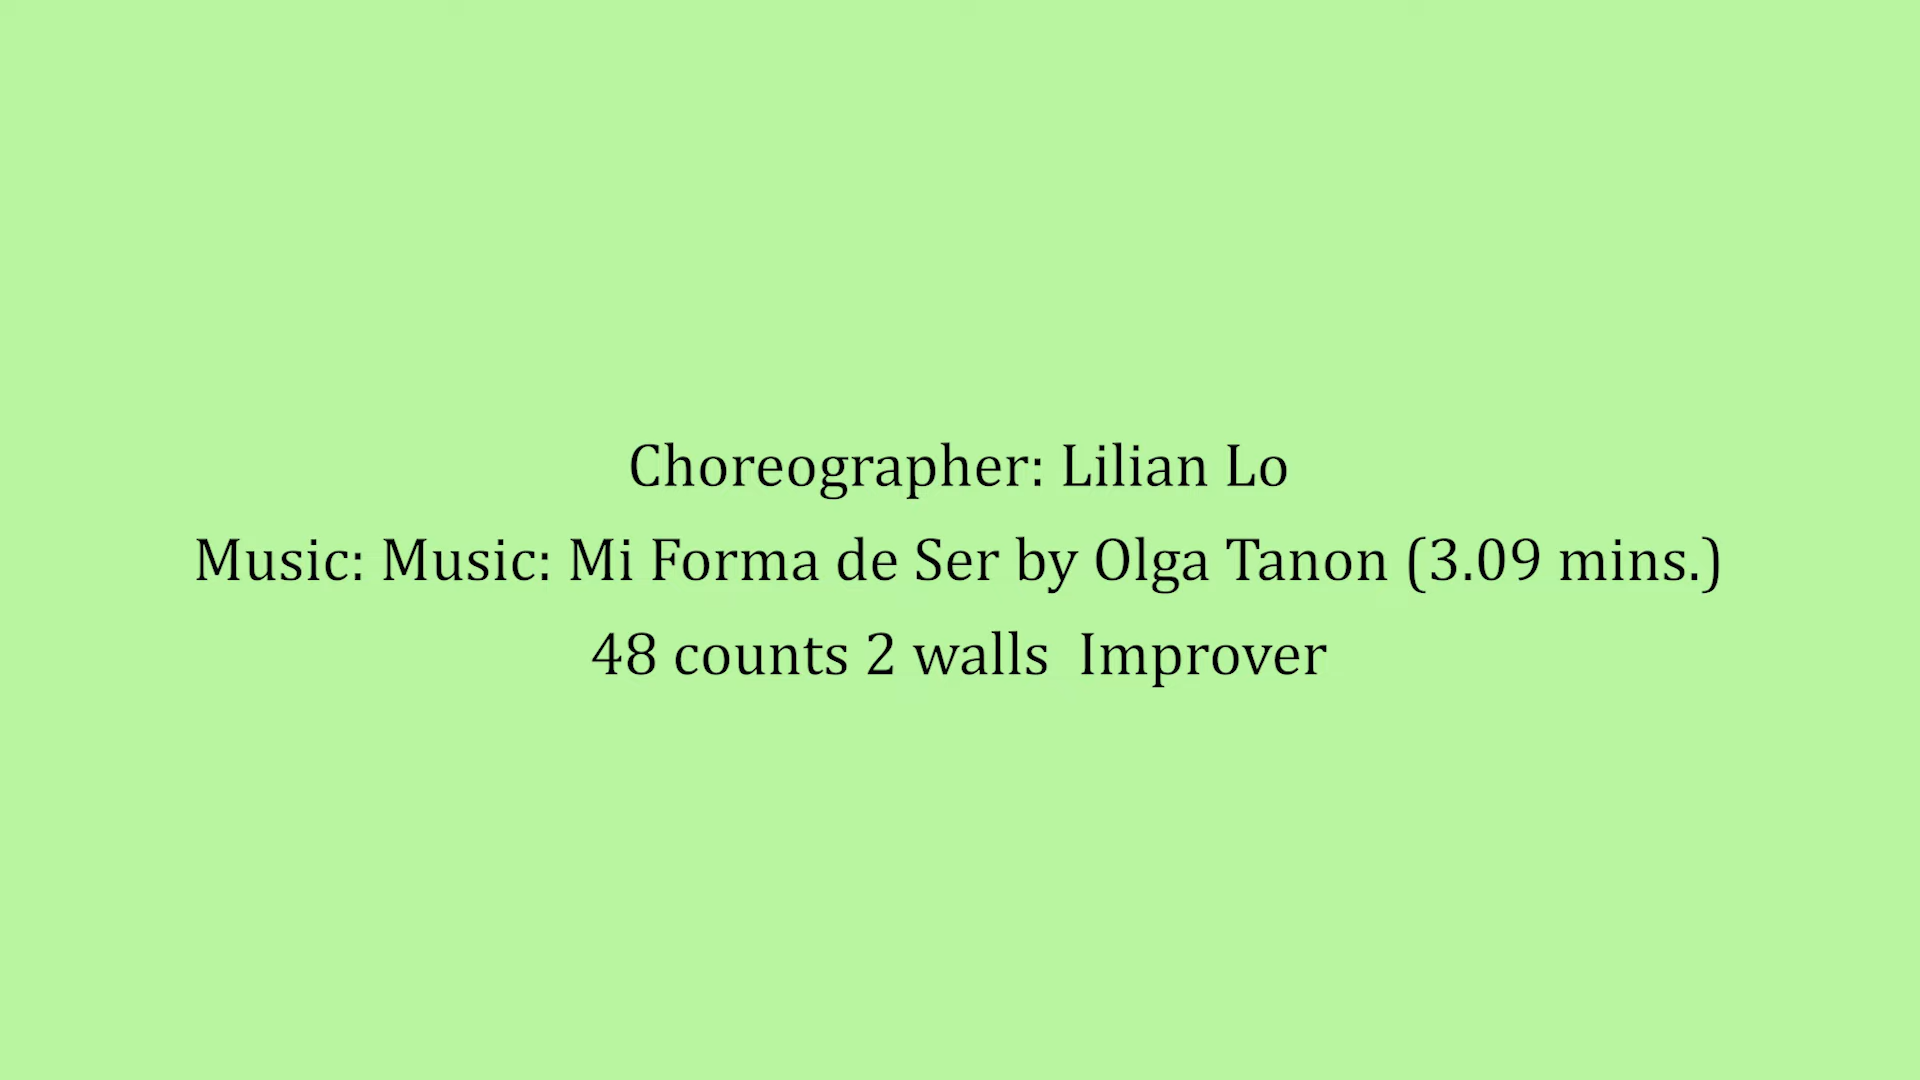 Choreographer: Lilian Lo
Music: Music: Mi Forma de Ser by Olga Tanon (3.09 mins.)
48 counts 2 walls  Improver